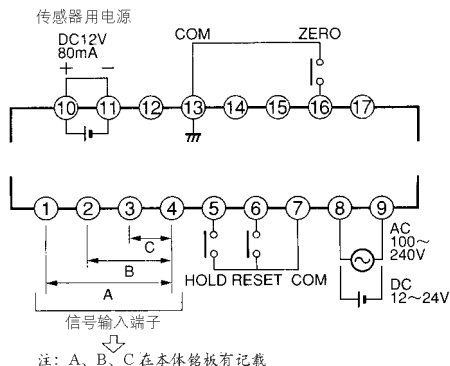 传感器用电源
DC12V
80mA
COM
ZERO
+ −
10 11 12 13 14 15 16 17
1 2 3 4 5 6 7 8 9
C
B
A
HOLD RESET COM
AC
100～
240V
DC
12～24V
信号输入端子
注: A、B、C 在本体铭板有记载